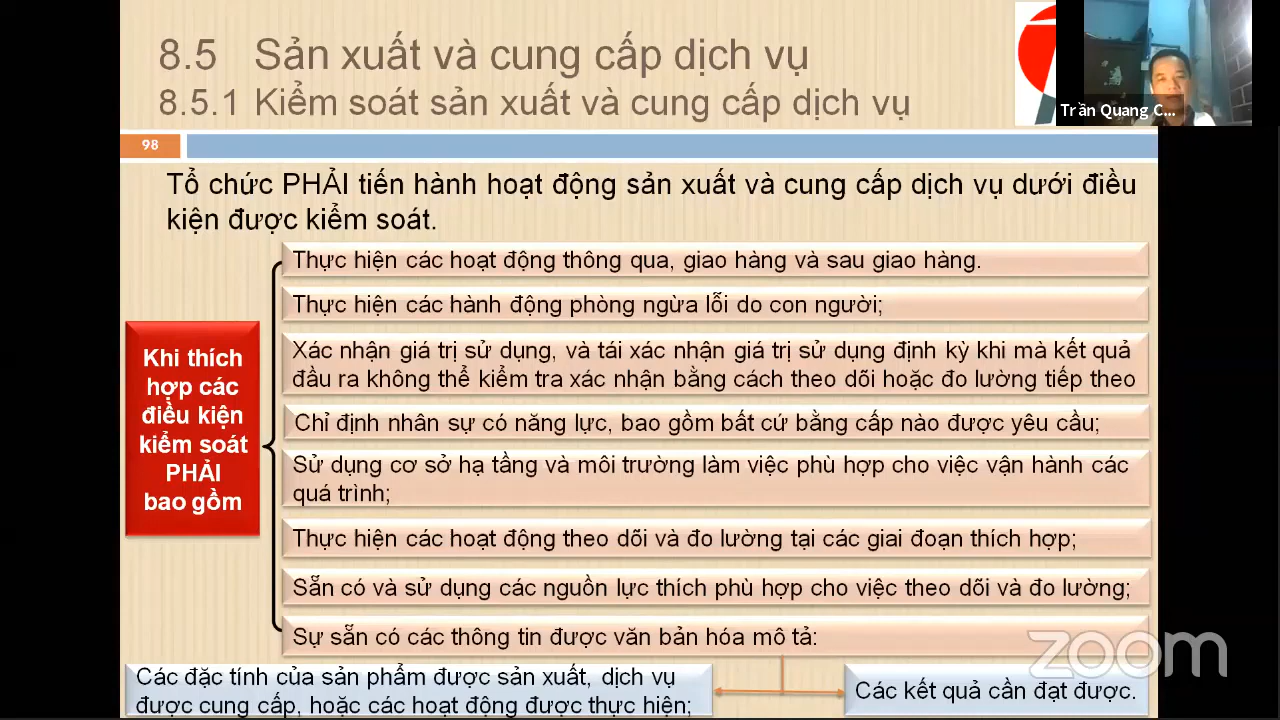 8.5 Sản xuất và cung cấp dịch vụ
8.5.1 Kiểm soát sản xuất và cung cấp dịch vụ
Trần Quang C...
98
Tổ chức PHẢI tiến hành hoạt động sản xuất và cung cấp dịch vụ dưới điều
kiện được kiểm soát.
Khi thích
hợp các
điều kiện
kiểm soát
PHẢI
bao gồm
Thực hiện các hoạt động thông qua, giao hàng và sau giao hàng.
Thực hiện các hành động phòng ngừa lỗi do con người;
Xác nhận giá trị sử dụng, và tái xác nhận giá trị sử dụng định kỳ khi mà kết quả
đầu ra không thể kiểm tra xác nhận bằng cách theo dõi hoặc đo lường tiếp theo
Chỉ định nhân sự có năng lực, bao gồm bất cứ bằng cấp nào được yêu cầu;
Sử dụng cơ sở hạ tầng và môi trường làm việc phù hợp cho việc vận hành các
quá trình;
Thực hiện các hoạt động theo dõi và đo lường tại các giai đoạn thích hợp;
Sẵn có và sử dụng các nguồn lực thích phù hợp cho việc theo dõi và đo lường;
Sự sẵn có các thông tin được văn bản hóa mô tả:
zoom
Các đặc tính của sản phẩm được sản xuất, dịch vụ
được cung cấp, hoặc các hoạt động được thực hiện;
Các kết quả cần đạt được.